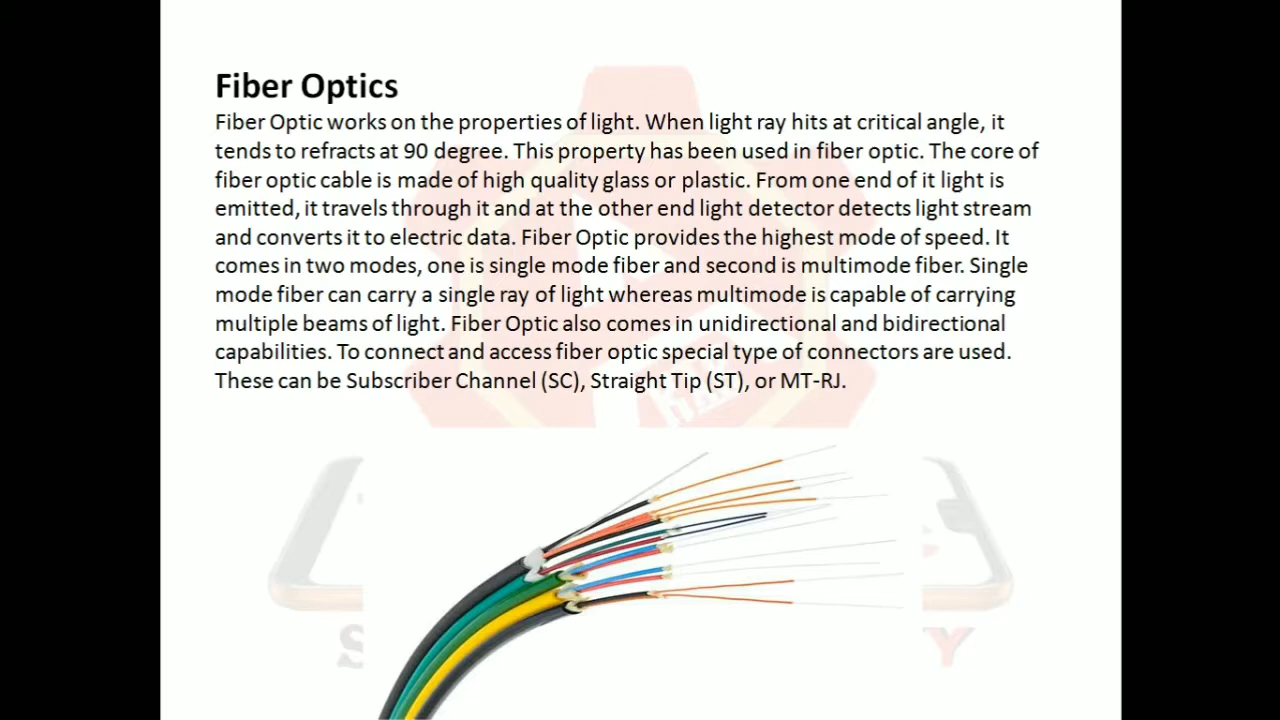 Fiber Optics
Fiber Optic works on the properties of light. When light ray hits at critical angle, it
tends to refracts at 90 degree. This property has been used in fiber optic. The core of
fiber optic cable is made of high quality glass or plastic. From one end of it light is
emitted, it travels through it and at the other end light detector detects light stream
and converts it to electric data. Fiber Optic provides the highest mode of speed. It
comes in two modes, one is single mode fiber and second is multimode fiber. Single
mode fiber can carry a single ray of light whereas multimode is capable of carrying
multiple beams of light. Fiber Optic also comes in unidirectional and bidirectional
capabilities. To connect and access fiber optic special type of connectors are used.
These can be Subscriber Channel (SC), Straight Tip (ST), or MT-RJ.